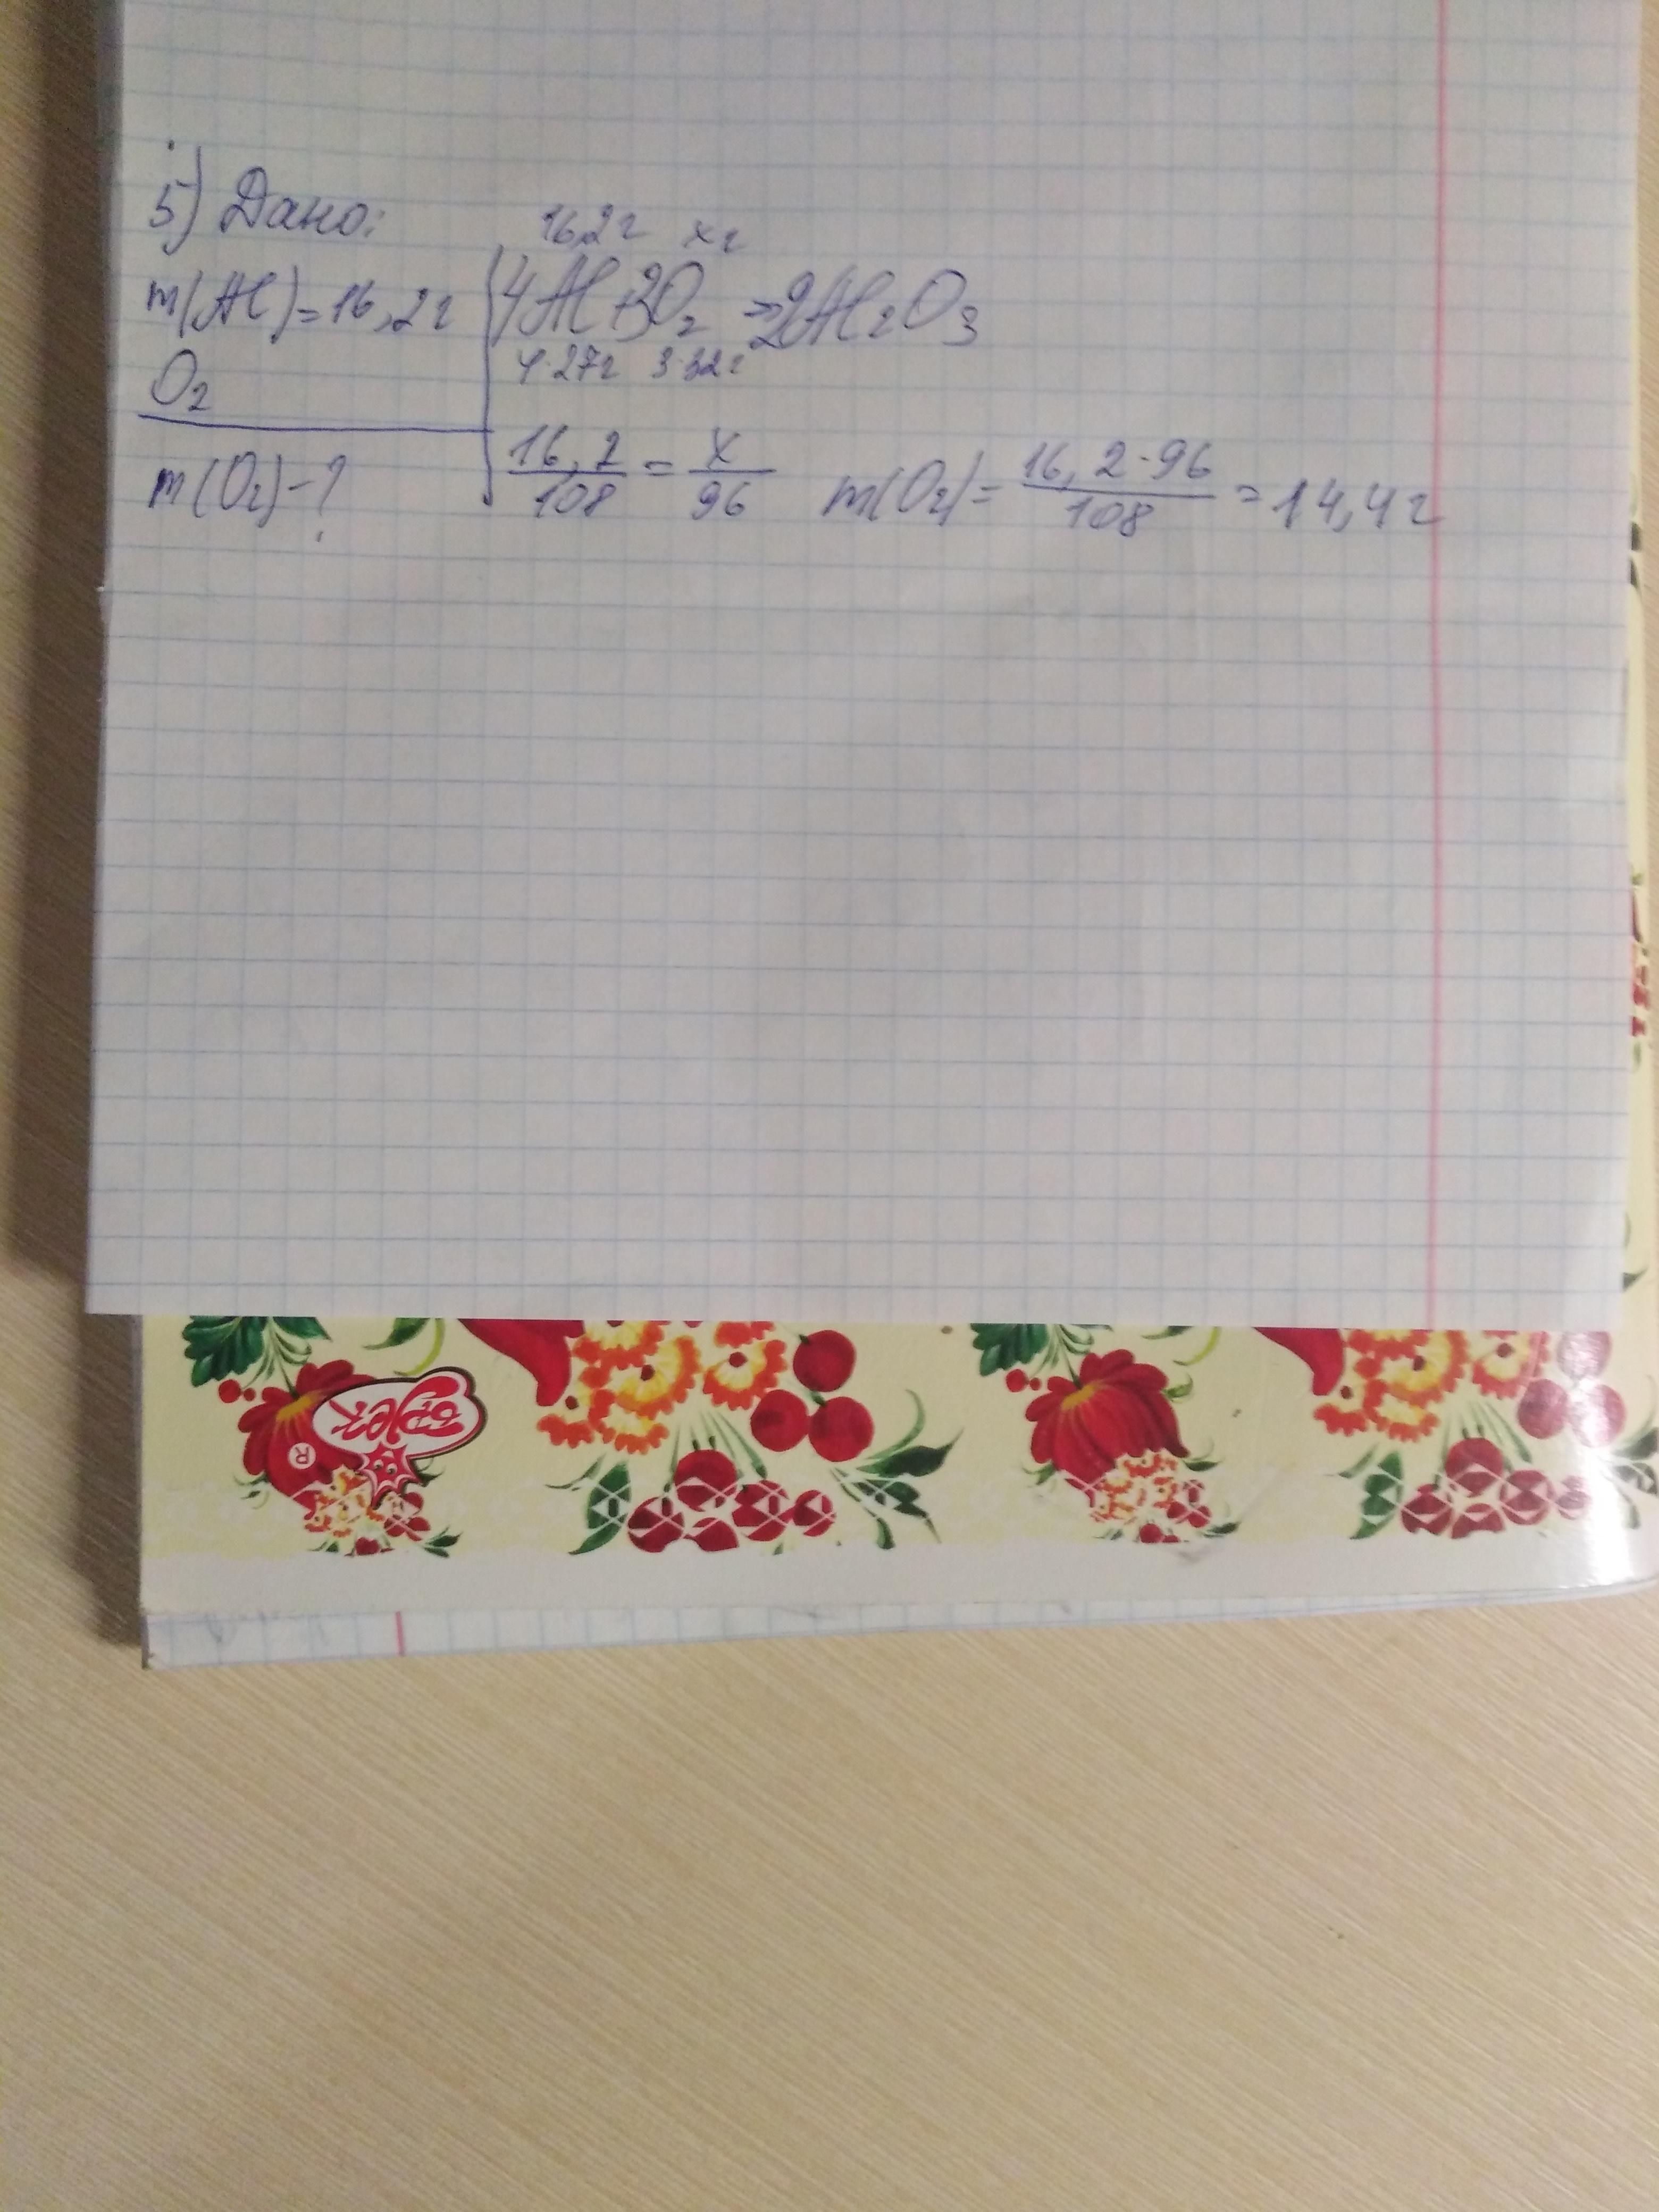 5) Дано:
16,2г хг
m(Al)=16,2г 4Al+3O₂ => 2Al₂O₃
O₂ 4·27г 3·32г
m(O₂)-? 16,2/108 = x/96 m(O₂)= 16,2·96/108 = 14,4г